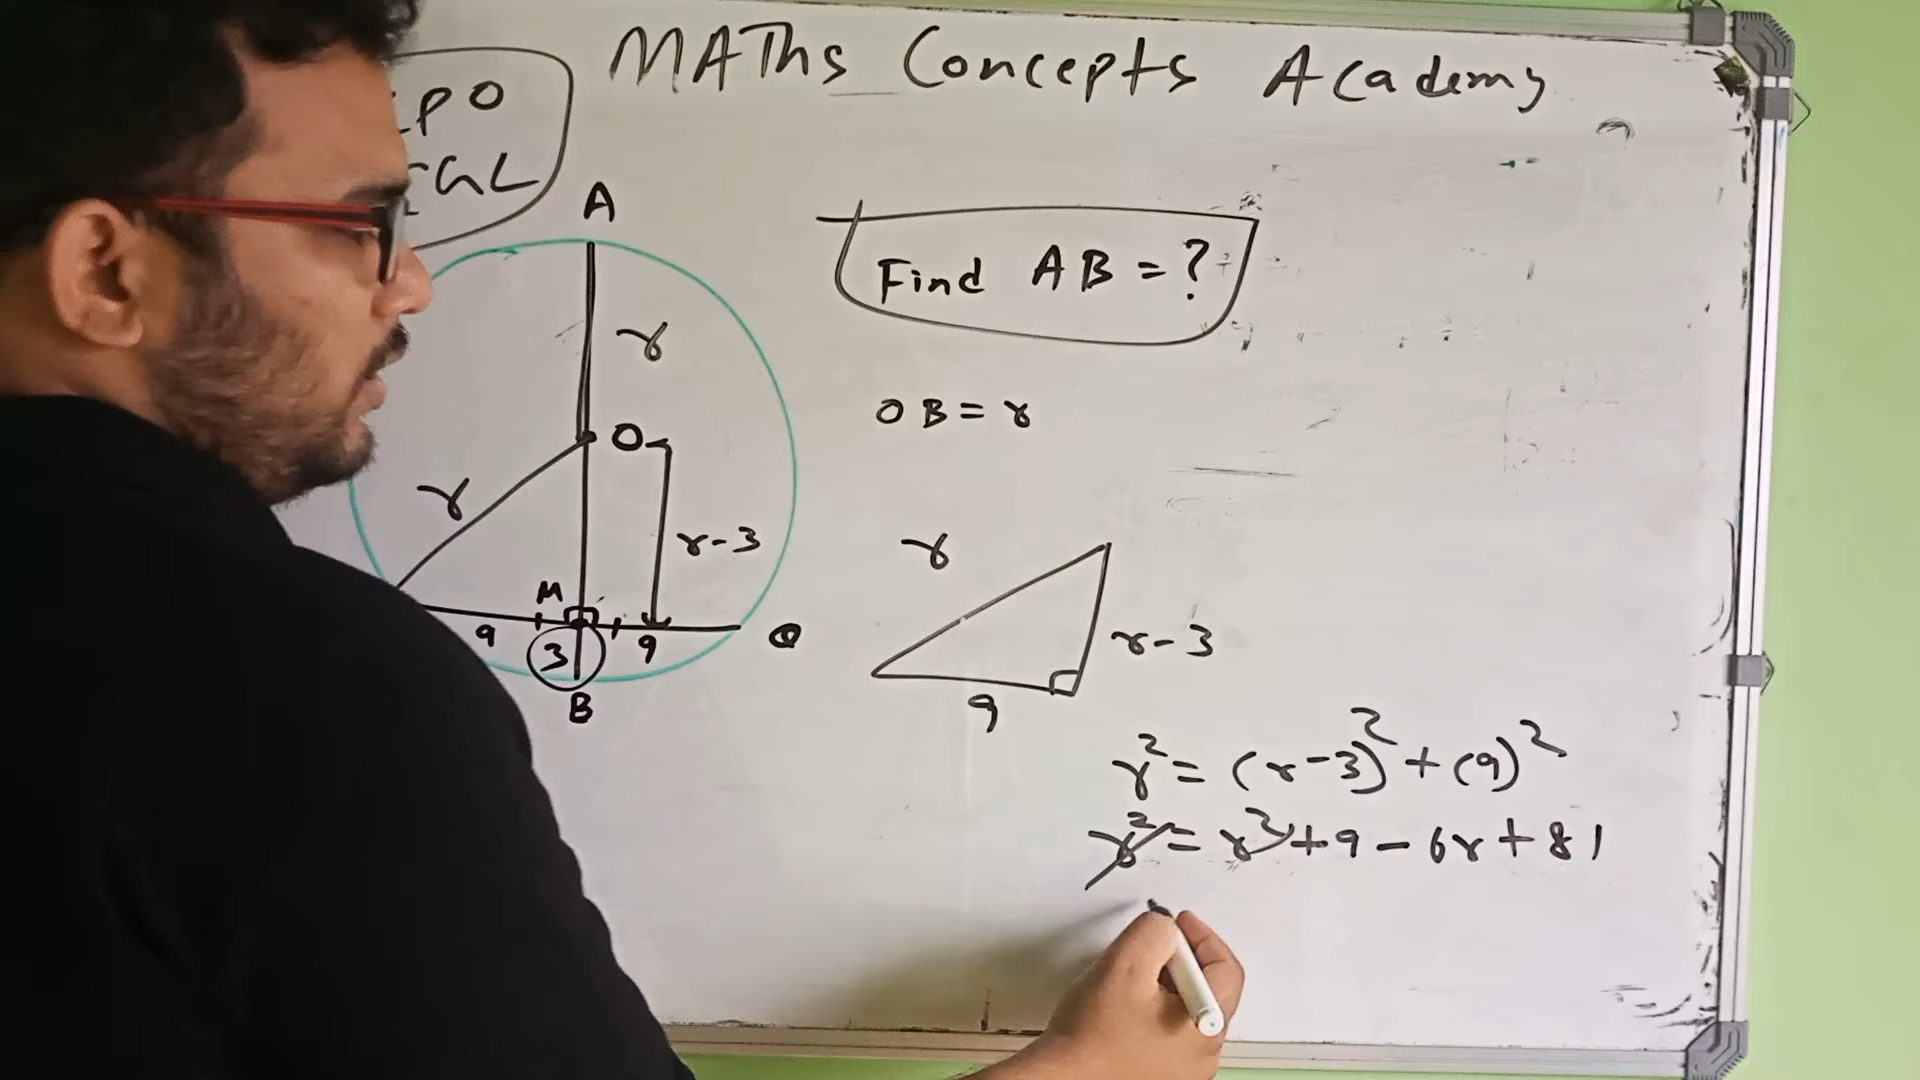 MAThs Concepts Academy
PO
GL
A
Find AB = ?
r
OB = r
O
r
r
r-3
M
r-3
9
3
9
Q
B
9
r² = (r-3)² + (9)²
r² = r² + 9 - 6r + 81